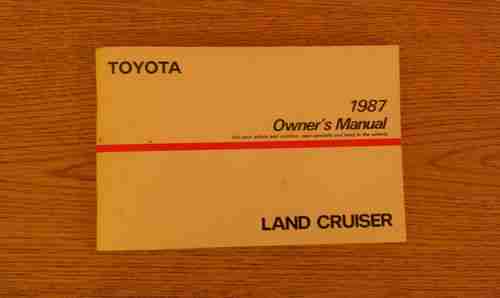 TOYOTA
1987
Owner's Manual
LAND CRUISER